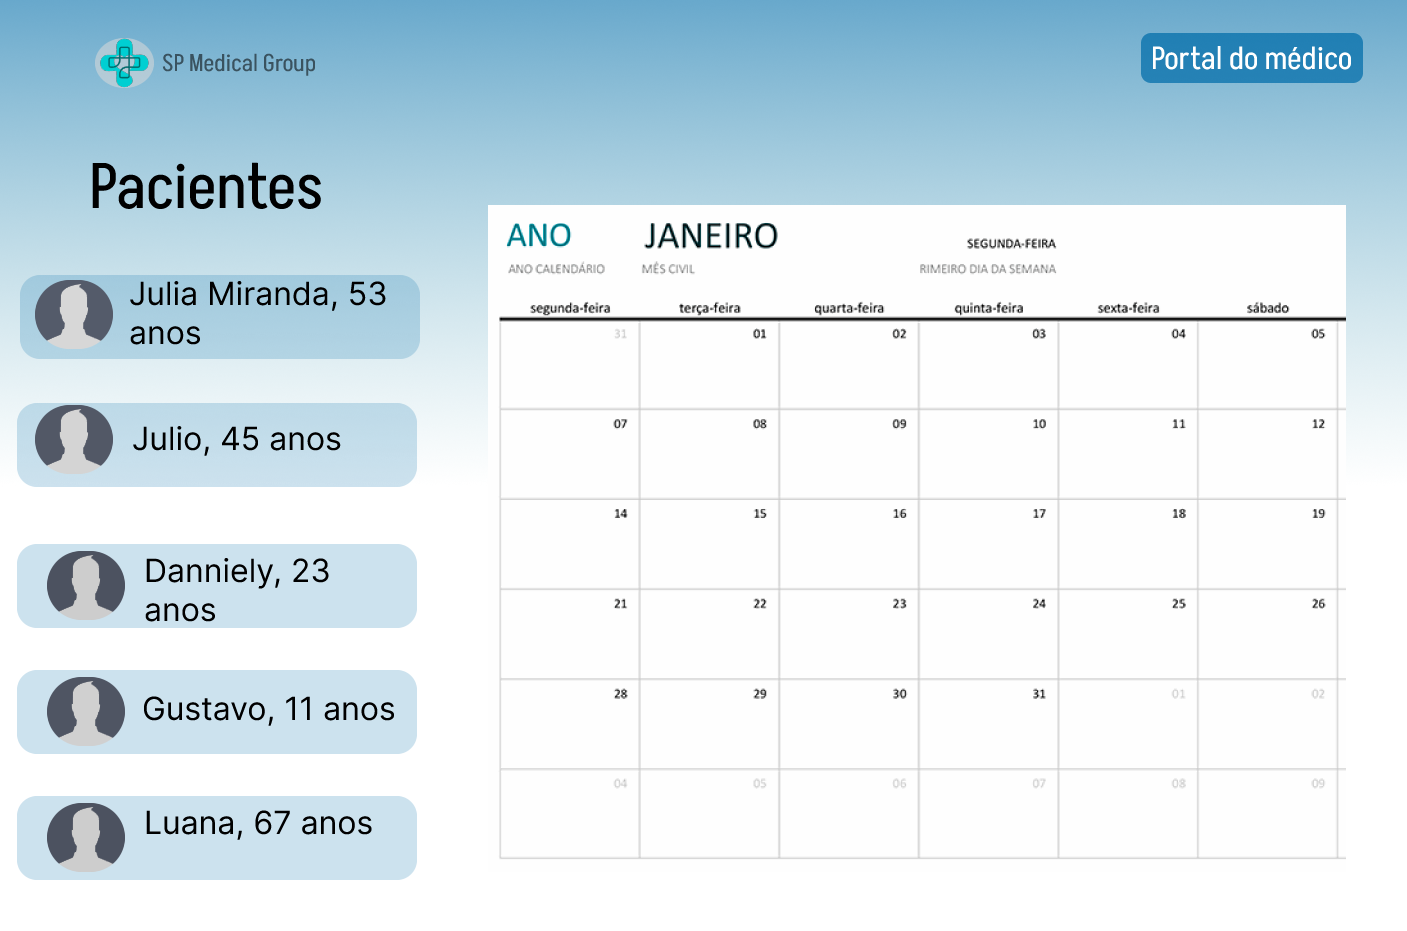 SP Medical Group
Portal do médico
Pacientes
Julia Miranda, 53
anos
Julio, 45 anos
Danniely, 23
anos
Gustavo, 11 anos
Luana, 67 anos
ANO JANEIRO SEGUNDA-FEIRA
ANO CALENDÁRIO MÊS CIVIL RIMEIRO DIA DA SEMANA
segunda-feira terça-feira quarta-feira quinta-feira sexta-feira sábado
31 01 02 03 04 05
07 08 09 10 11 12
14 15 16 17 18 19
21 22 23 24 25 26
28 29 30 31 01 02
04 05 06 07 08 09